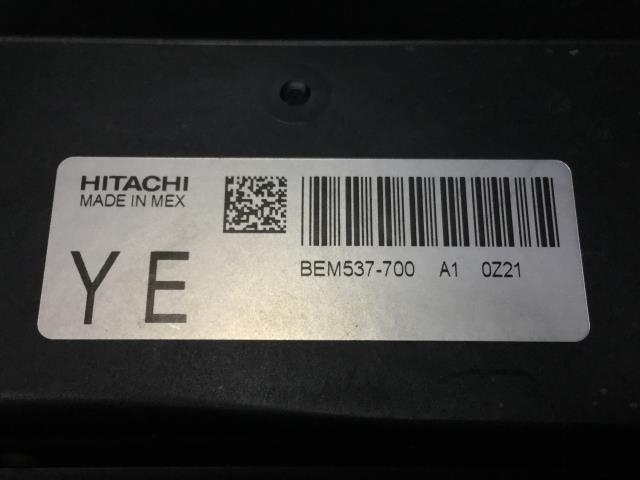 HITACHI
MADE IN MEX
YE
BEM537-700 A1 0Z21